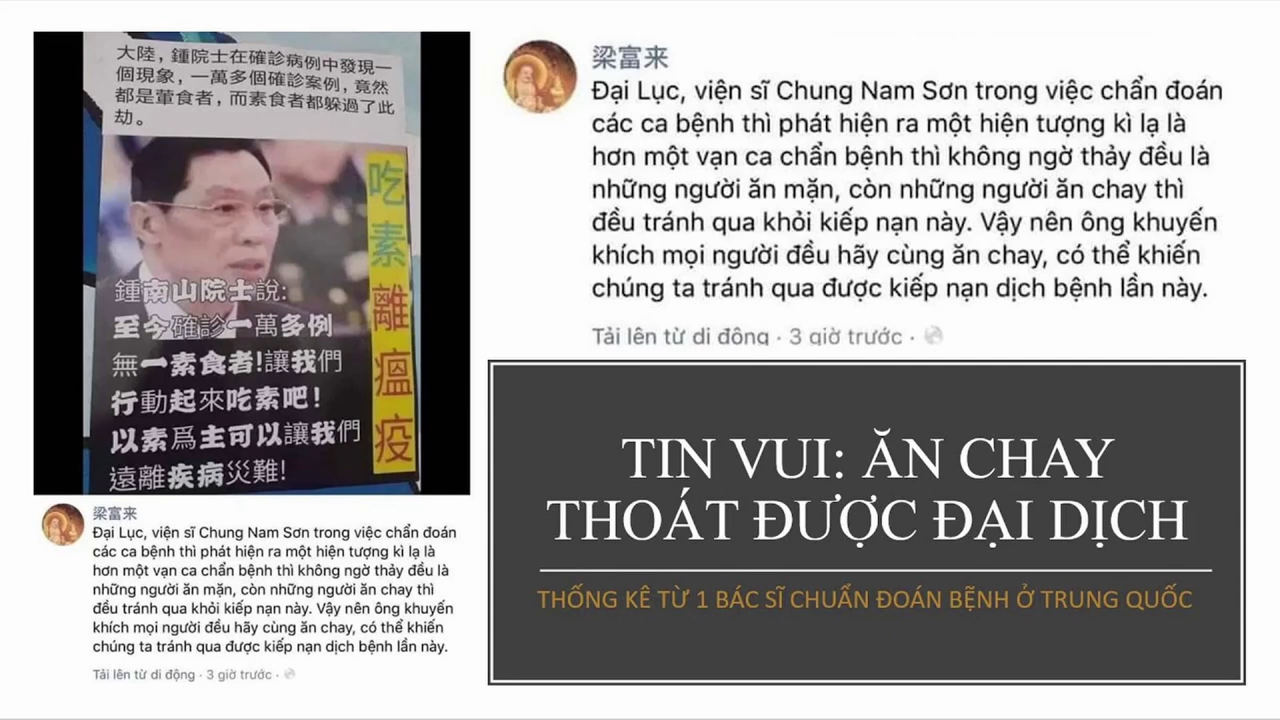 大陸，鍾院士在確診病例中發現一
個現象，一萬多個確診案例，竟然
都是葷食者，而素食者都躲過了此
劫。
吃素離瘟疫
鍾南山院士說:
至今確診一萬多例
無一素食者!讓我們
行動起來吃素吧!
以素爲主可以讓我們
遠離疾病災難!
梁富来
Đại Lục, viện sĩ Chung Nam Sơn trong việc chẩn đoán
các ca bệnh thì phát hiện ra một hiện tượng kì lạ là
hơn một vạn ca chẩn bệnh thì không ngờ thảy đều là
những người ăn mặn, còn những người ăn chay thì
đều tránh qua khỏi kiếp nạn này. Vậy nên ông khuyến
khích mọi người đều hãy cùng ăn chay, có thể khiến
chúng ta tránh qua được kiếp nạn dịch bệnh lần này.
Tải lên từ di động · 3 giờ trước ·
梁富来
Đại Lục, viện sĩ Chung Nam Sơn trong việc chẩn đoán
các ca bệnh thì phát hiện ra một hiện tượng kì lạ là
hơn một vạn ca chẩn bệnh thì không ngờ thảy đều là
những người ăn mặn, còn những người ăn chay thì
đều tránh qua khỏi kiếp nạn này. Vậy nên ông khuyến
khích mọi người đều hãy cùng ăn chay, có thể khiến
chúng ta tránh qua được kiếp nạn dịch bệnh lần này.
Tải lên từ di động · 3 giờ trước ·
TIN VUI: ĂN CHAY
THOÁT ĐƯỢC ĐẠI DỊCH
THỐNG KÊ TỪ 1 BÁC SĨ CHUẨN ĐOÁN BỆNH Ở TRUNG QUỐC